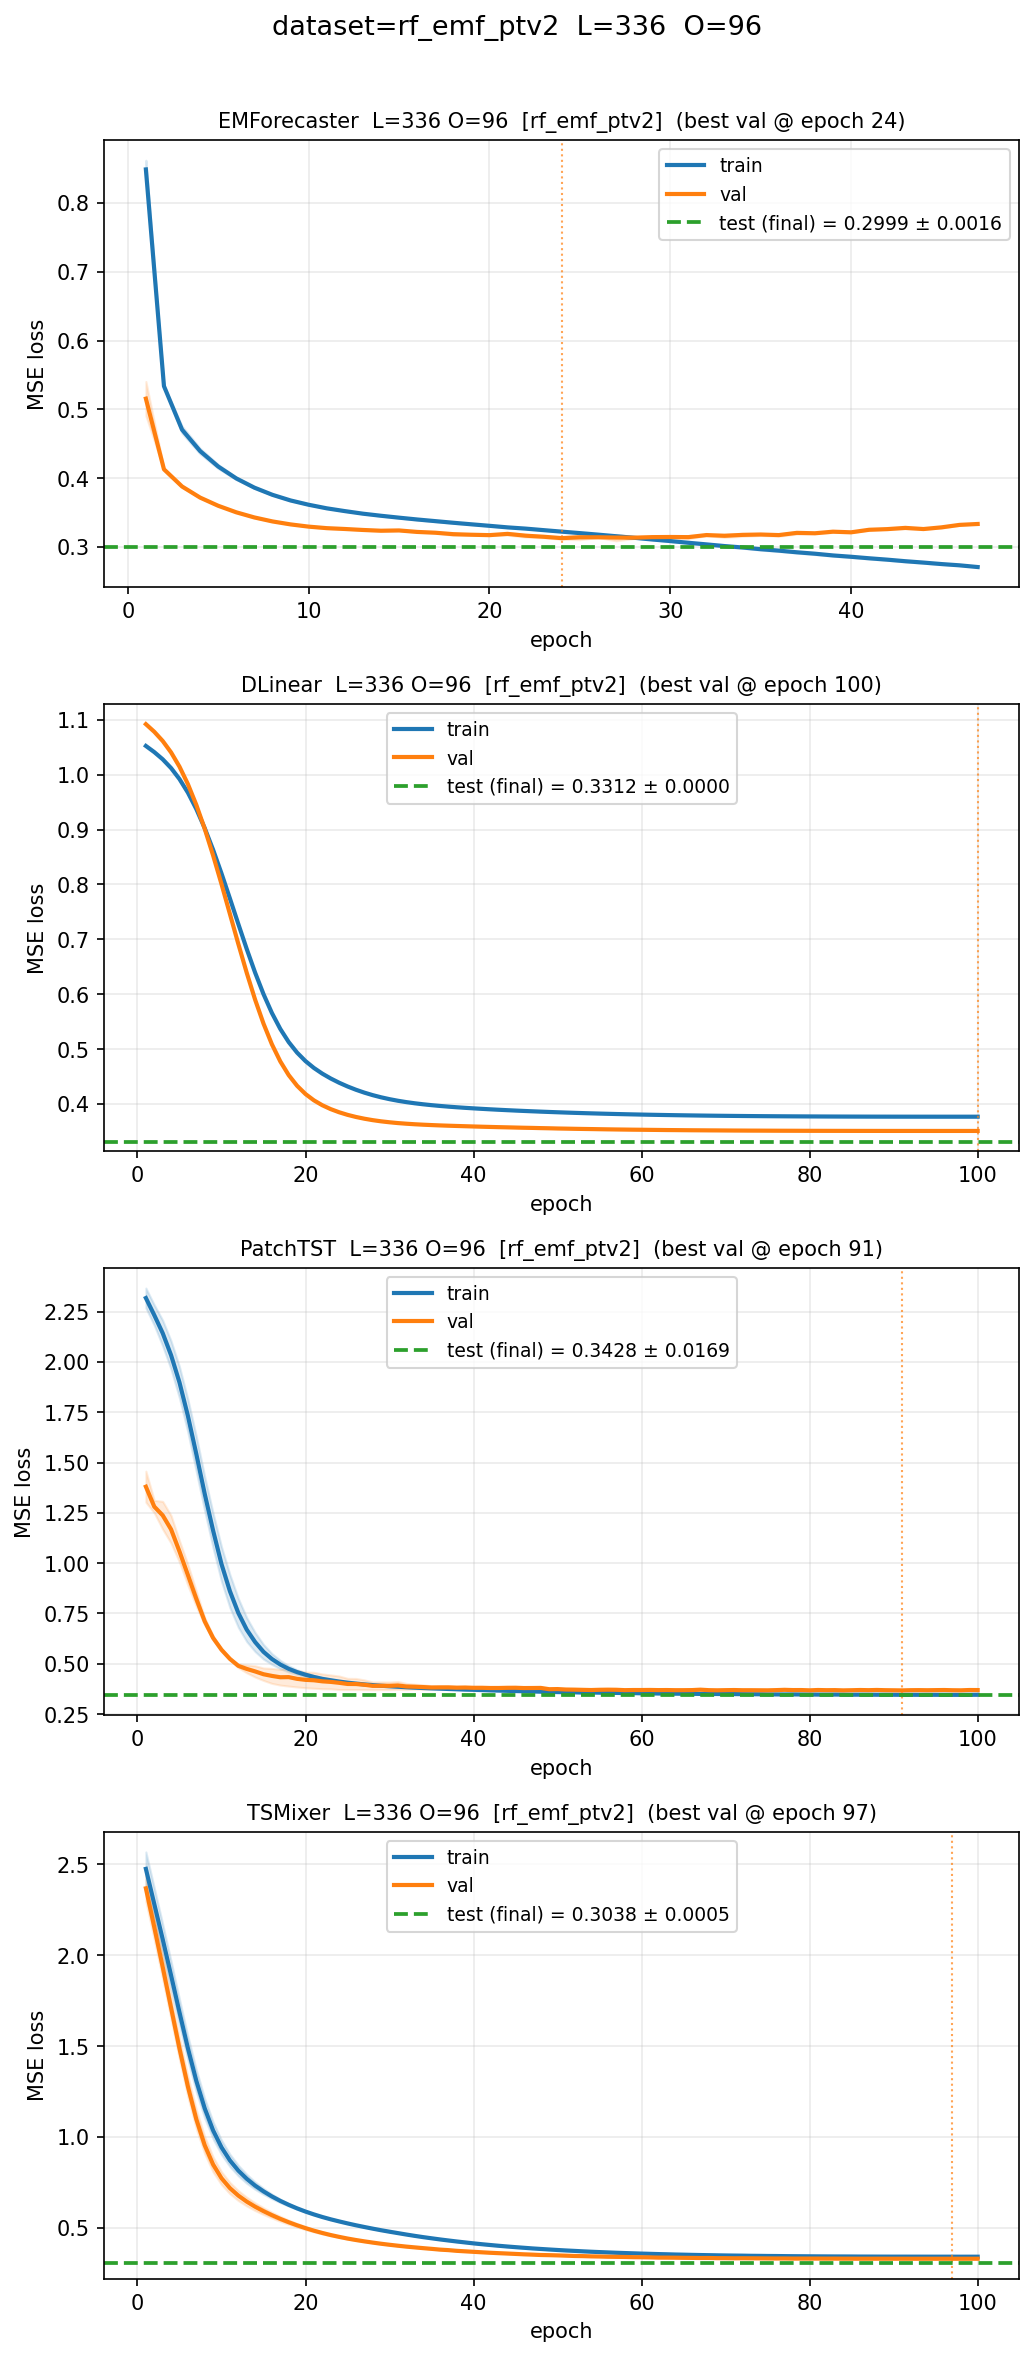 dataset=rf_emf_ptv2  L=336  O=96
EMForecaster  L=336 O=96  [rf_emf_ptv2]  (best val @ epoch 24)
train
val
test (final) = 0.2999 ± 0.0016
0.8
0.7
0.6
0.5
0.4
0.3
MSE loss
0 10 20 30 40
epoch
DLinear  L=336 O=96  [rf_emf_ptv2]  (best val @ epoch 100)
train
val
test (final) = 0.3312 ± 0.0000
1.1
1.0
0.9
0.8
0.7
0.6
0.5
0.4
MSE loss
0 20 40 60 80 100
epoch
PatchTST  L=336 O=96  [rf_emf_ptv2]  (best val @ epoch 91)
train
val
test (final) = 0.3428 ± 0.0169
2.25
2.00
1.75
1.50
1.25
1.00
0.75
0.50
0.25
MSE loss
0 20 40 60 80 100
epoch
TSMixer  L=336 O=96  [rf_emf_ptv2]  (best val @ epoch 97)
train
val
test (final) = 0.3038 ± 0.0005
2.5
2.0
1.5
1.0
0.5
MSE loss
0 20 40 60 80 100
epoch